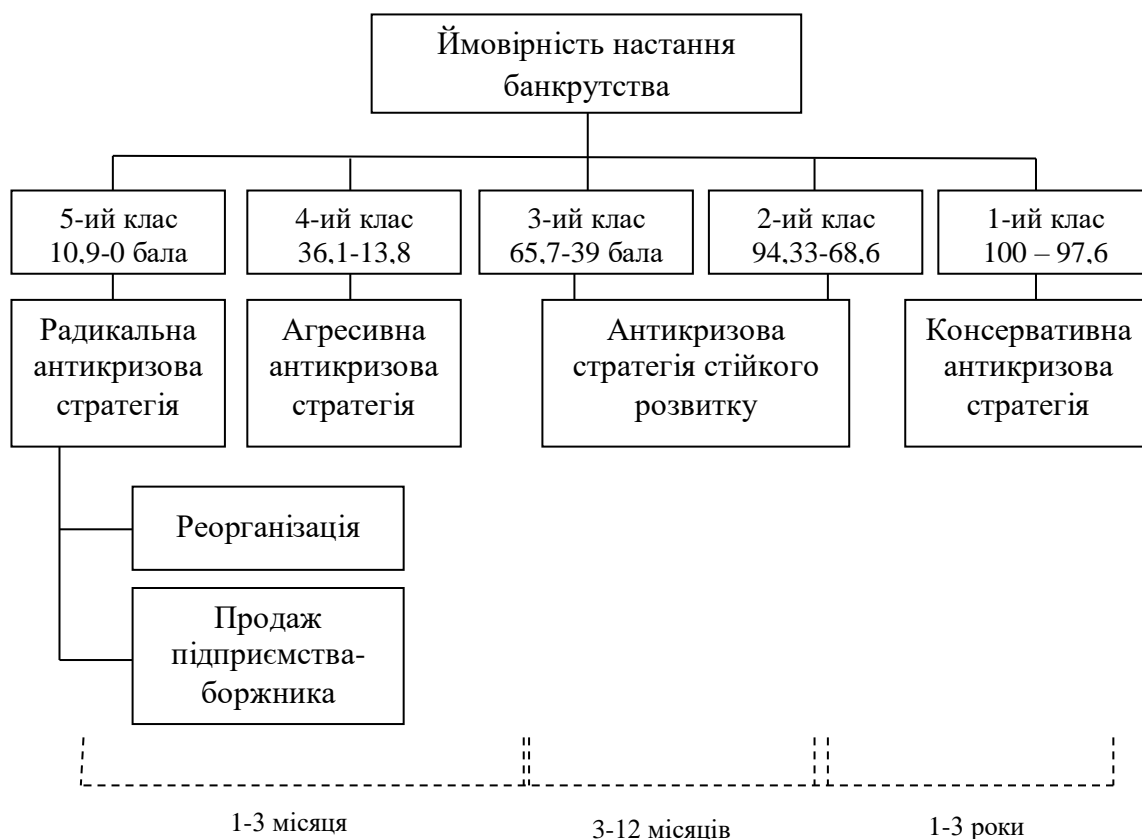 Ймовірність настання
банкрутства
5-ий клас
10,9-0 бала
4-ий клас
36,1-13,8
3-ий клас
65,7-39 бала
2-ий клас
94,33-68,6
1-ий клас
100 – 97,6
Радикальна
антикризова
стратегія
Агресивна
антикризова
стратегія
Антикризова
стратегія стійкого
розвитку
Консервативна
антикризова
стратегія
Реорганізація
Продаж
підприємства-
боржника
1-3 місяця
3-12 місяців
1-3 роки